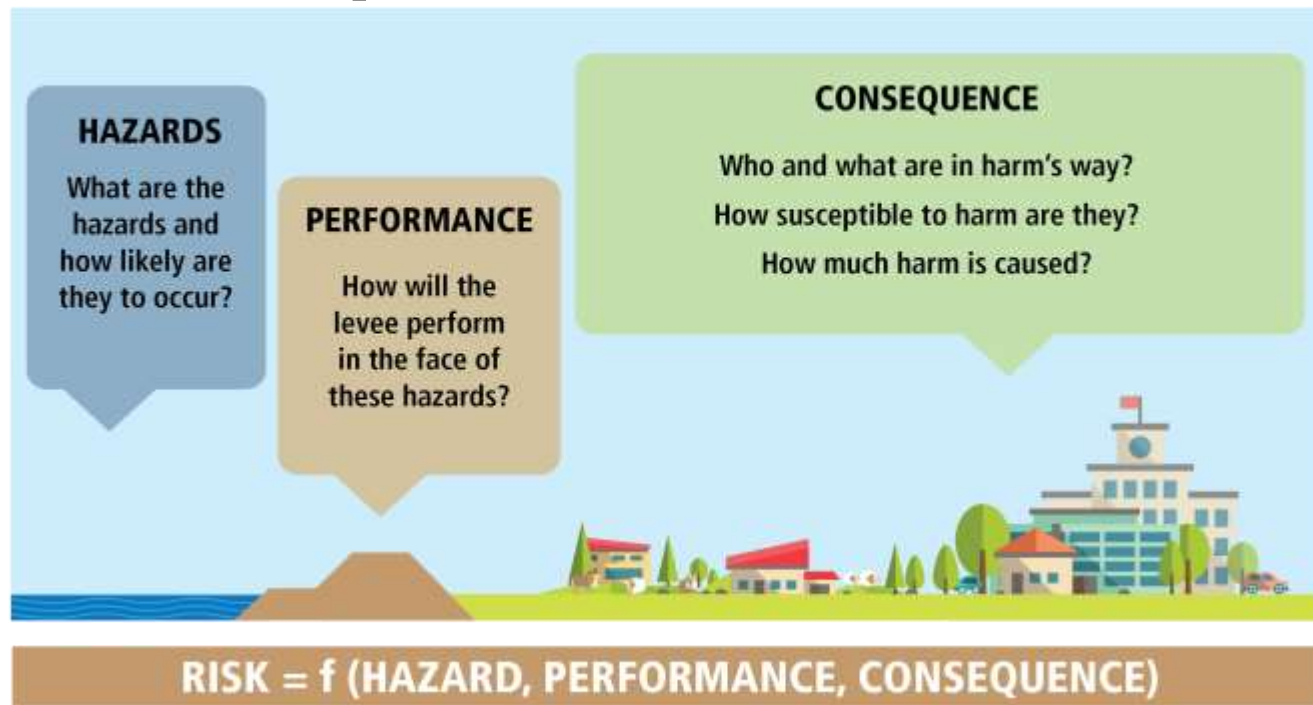 HAZARDS
What are the
hazards and
how likely are
they to occur?
PERFORMANCE
How will the
levee perform
in the face of
these hazards?
CONSEQUENCE
Who and what are in harm’s way?
How susceptible to harm are they?
How much harm is caused?
RISK = f (HAZARD, PERFORMANCE, CONSEQUENCE)